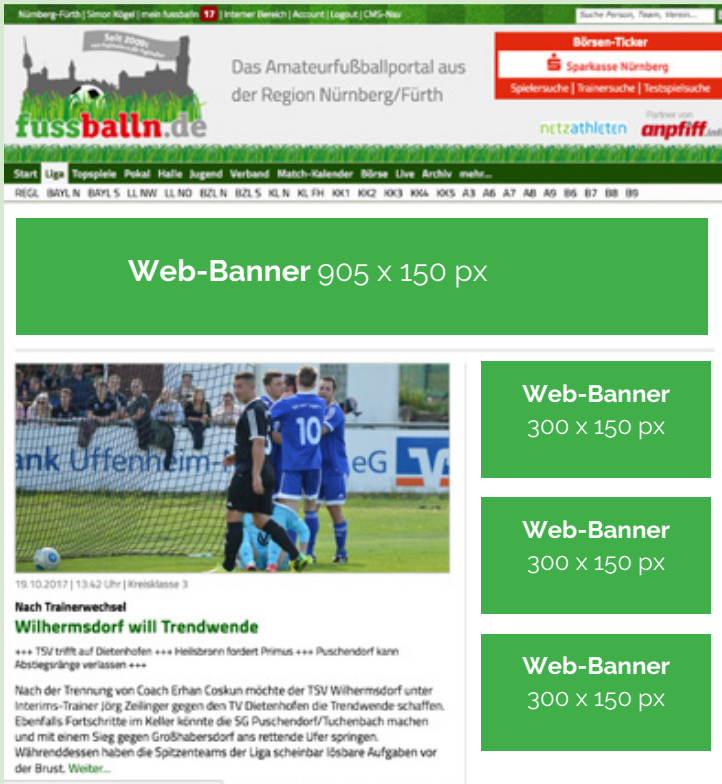 Nürnberg-Fürth | Simon Kögel | mein fussballn 17 | Interner Bereich | Account | Logout | CMS-Nav
Suche Person, Team, Verein...
Seit 2009:
Das Amateurfußballportal aus
der Region Nürnberg/Fürth
fussballn.de
Börsen-Ticker
Sparkasse Nürnberg
Spielersuche | Trainersuche | Testspielsuche
Partner von
netzathleten anpfiff.info
Start Liga Topspiele Pokal Halle Jugend Verband Match-Kalender Börse Live Archiv mehr...
REGL BAYL N BAYL S LL NW LL NO BZL N BZL S KL N KL FH KK1 KK2 KK3 KK4 KK5 A3 A6 A7 A8 A9 B6 B7 B8 B9
Web-Banner 905 x 150 px
10
ank Uffenheim-
eG
19.10.2017 | 13:42 Uhr | Kreisklasse 3
Nach Trainerwechsel
Wilhermsdorf will Trendwende
+++ TSV trifft auf Dietenhofen +++ Heilsbronn fordert Primus +++ Puschendorf kann
Abstiegsränge verlassen +++
Nach der Trennung von Coach Erhan Coskun möchte der TSV Wilhermsdorf unter
Interims-Trainer Jörg Zeilinger gegen den TV Dietenhofen die Trendwende schaffen.
Ebenfalls Fortschritte im Keller könnte die SG Puschendorf/Tuchenbach machen
und mit einem Sieg gegen Großhabersdorf ans rettende Ufer springen.
Währenddessen haben die Spitzenteams der Liga scheinbar lösbare Aufgaben vor
der Brust. Weiter...
Web-Banner
300 x 150 px
Web-Banner
300 x 150 px
Web-Banner
300 x 150 px